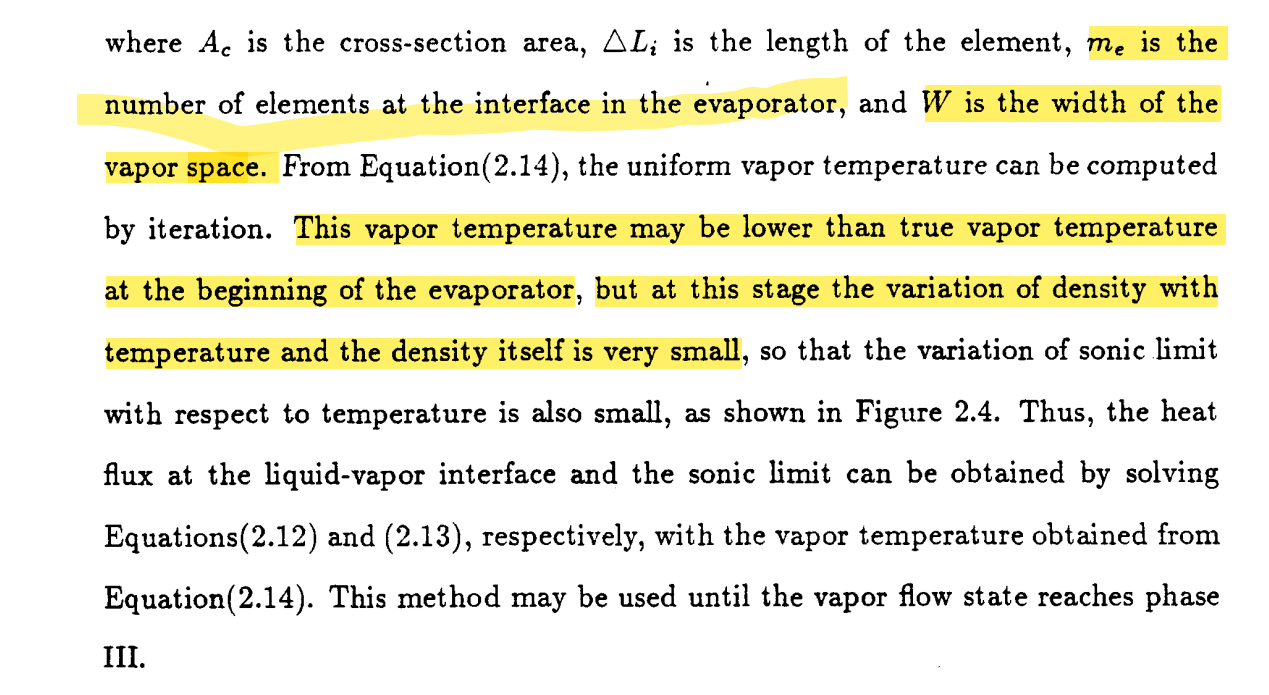 where A_c is the cross-section area, △L_i is the length of the element, m_e is the
number of elements at the interface in the evaporator, and W is the width of the
vapor space. From Equation(2.14), the uniform vapor temperature can be computed
by iteration. This vapor temperature may be lower than true vapor temperature
at the beginning of the evaporator, but at this stage the variation of density with
temperature and the density itself is very small, so that the variation of sonic limit
with respect to temperature is also small, as shown in Figure 2.4. Thus, the heat
flux at the liquid-vapor interface and the sonic limit can be obtained by solving
Equations(2.12) and (2.13), respectively, with the vapor temperature obtained from
Equation(2.14). This method may be used until the vapor flow state reaches phase
III.